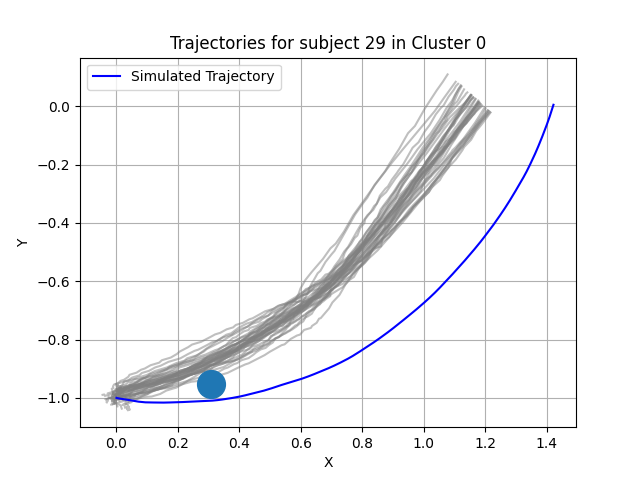 Trajectories for subject 29 in Cluster 0
Simulated Trajectory
0.0
−0.2
−0.4
−0.6
−0.8
−1.0
Y
0.0 0.2 0.4 0.6 0.8 1.0 1.2 1.4
X